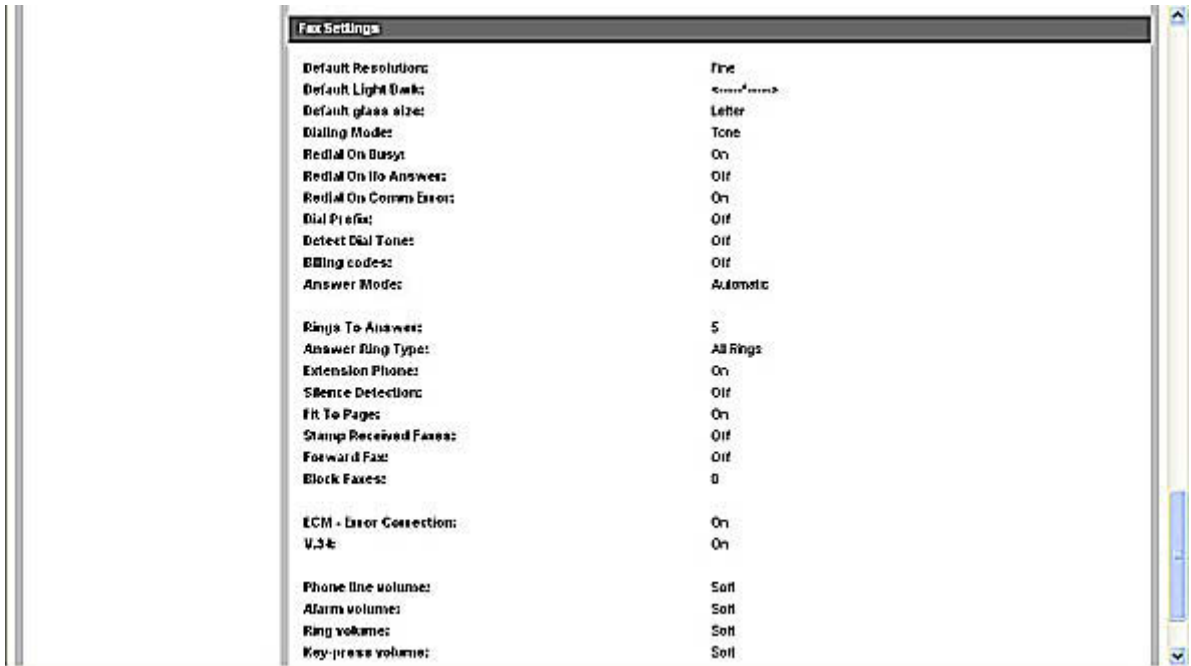 Fax Settings
Default Resolution: Fine
Default Light Dark: <-----*----->
Default glass size: Letter
Dialing Mode: Tone
Redial On Busy: On
Redial On No Answer: Off
Redial On Comm Error: On
Dial Prefix: Off
Detect Dial Tone: Off
Billing codes: Off
Answer Mode: Automatic
Rings To Answer: 5
Answer Ring Type: All Rings
Extension Phone: On
Silence Detection: Off
Fit To Page: On
Stamp Received Faxes: Off
Forward Fax: Off
Block Faxes: 0
ECM - Error Correction: On
V.34: On
Phone line volume: Soft
Alarm volume: Soft
Ring volume: Soft
Key-press volume: Soft